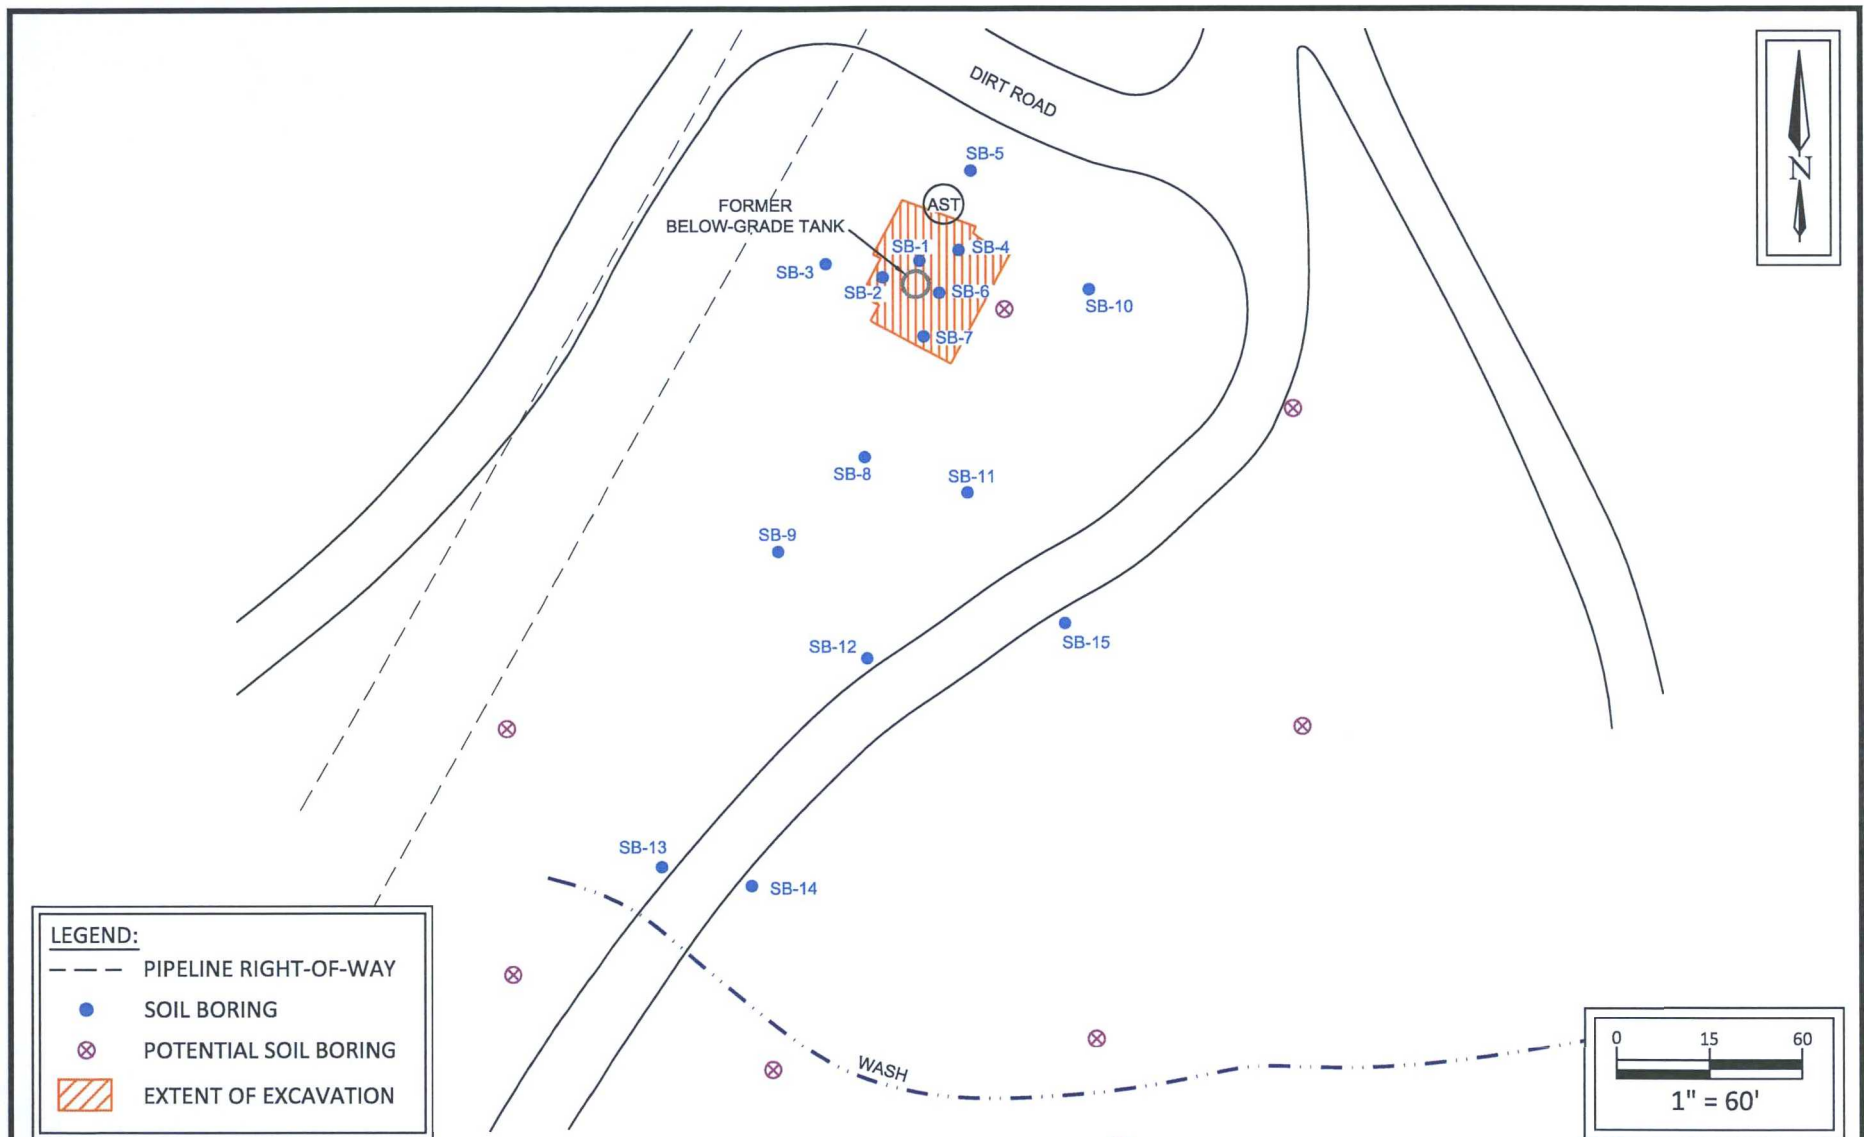 DIRT ROAD
N
SB-5
AST
FORMER
BELOW-GRADE TANK
SB-1
SB-4
SB-3
SB-2
SB-6
SB-10
SB-7
SB-8
SB-11
SB-9
SB-12
SB-15
SB-13
SB-14
WASH
LEGEND:
PIPELINE RIGHT-OF-WAY
SOIL BORING
POTENTIAL SOIL BORING
EXTENT OF EXCAVATION
0 15 60
1" = 60'